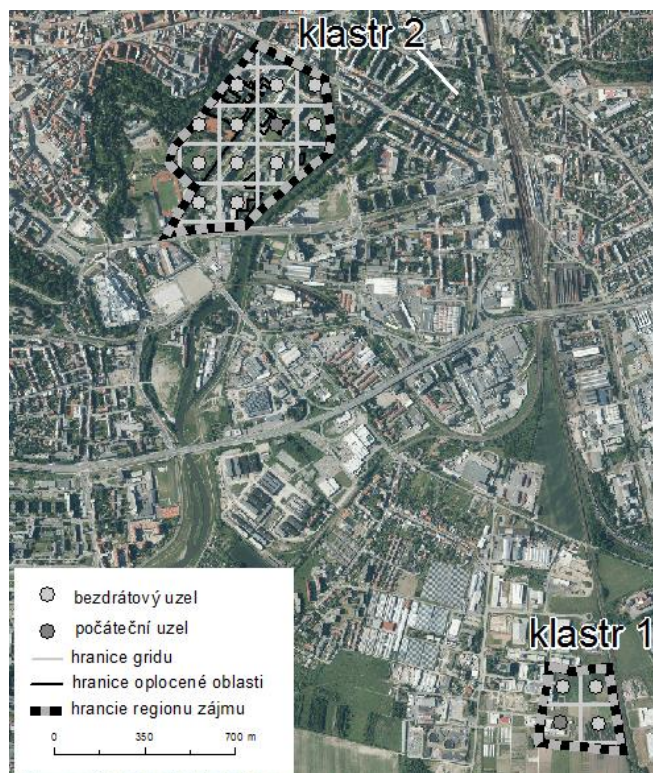 klastr 2
klastr 1
bezdrátový uzel
počáteční uzel
hranice gridu
hranice oplocené oblasti
hrancie regionu zájmu
0 350 700 m